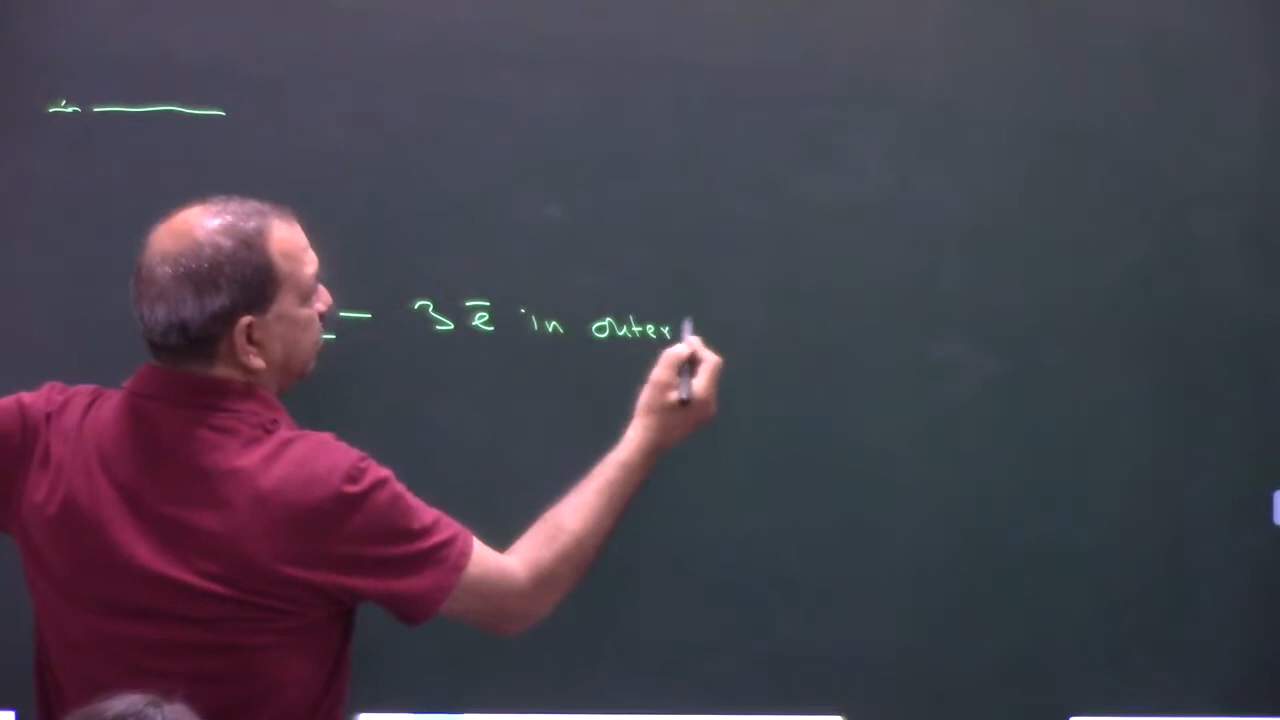 — 3 ē in outer